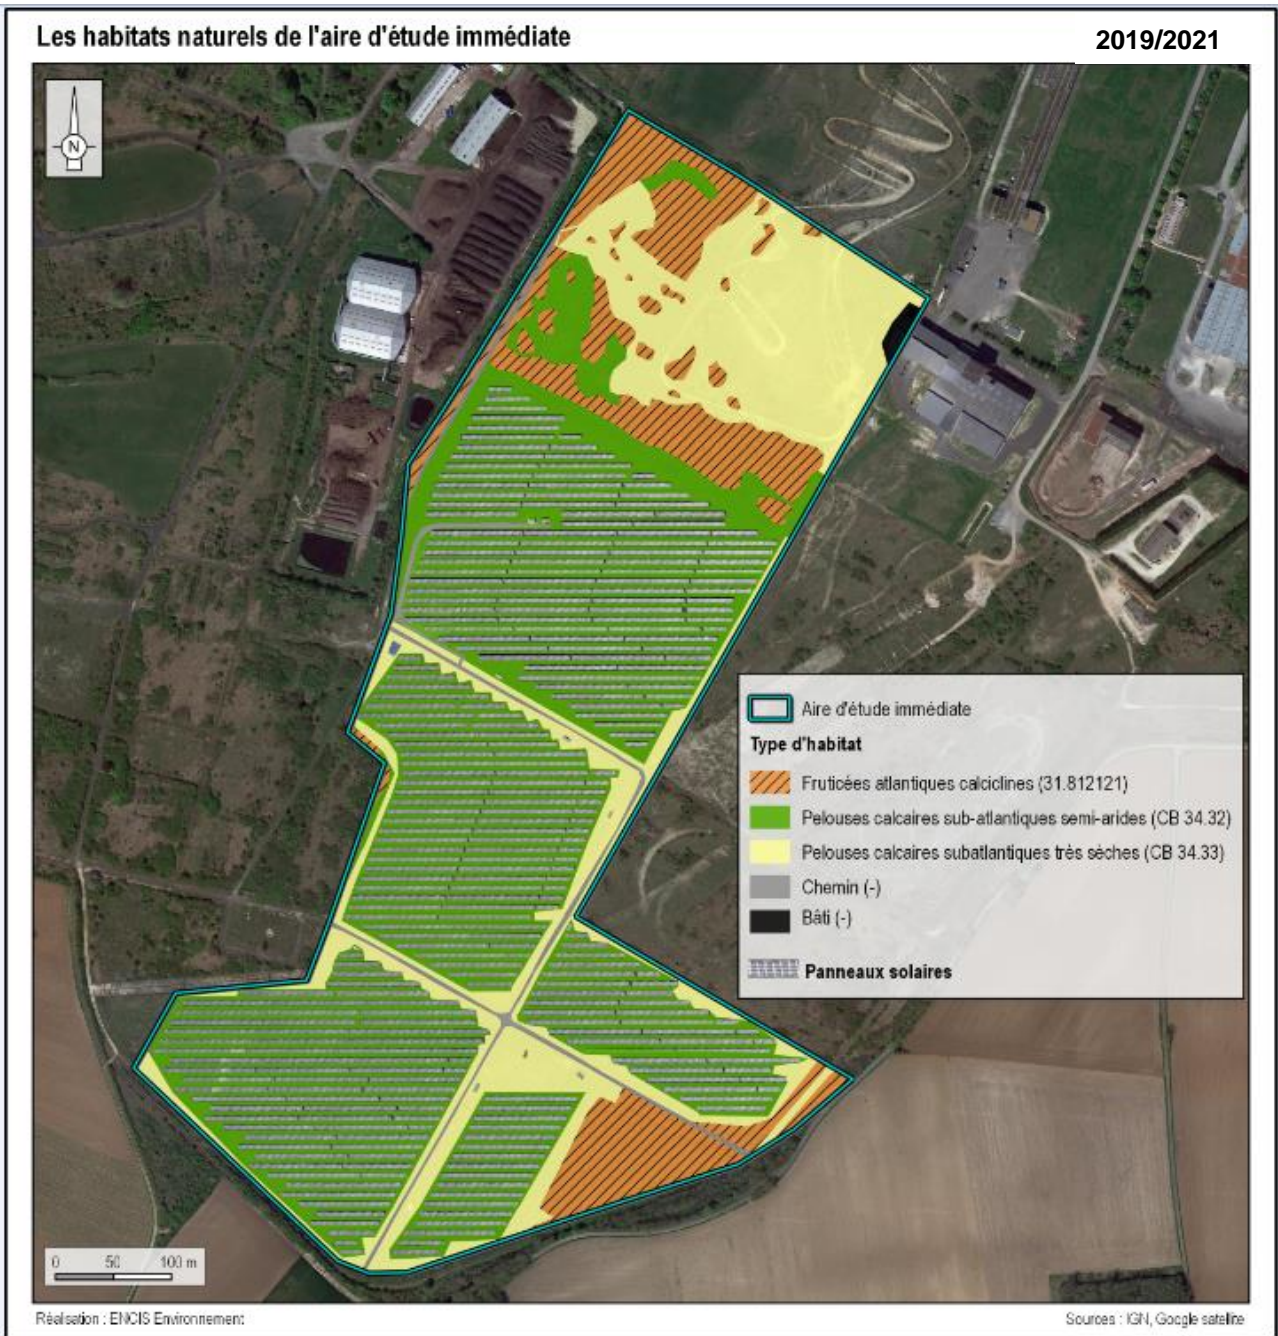 Les habitats naturels de l'aire d'étude immédiate
2019/2021
N
Aire d'étude immédiate
Type d'habitat
Fruticées atlantiques calciclines (31.812121)
Pelouses calcaires sub-atlantiques semi-arides (CB 34.32)
Pelouses calcaires subatlantiques très sèches (CB 34.33)
Chemin (-)
Bâti (-)
Panneaux solaires
0 50 100 m
Réalisation : ENCIS Environnement
Sources : IGN, Google satellite